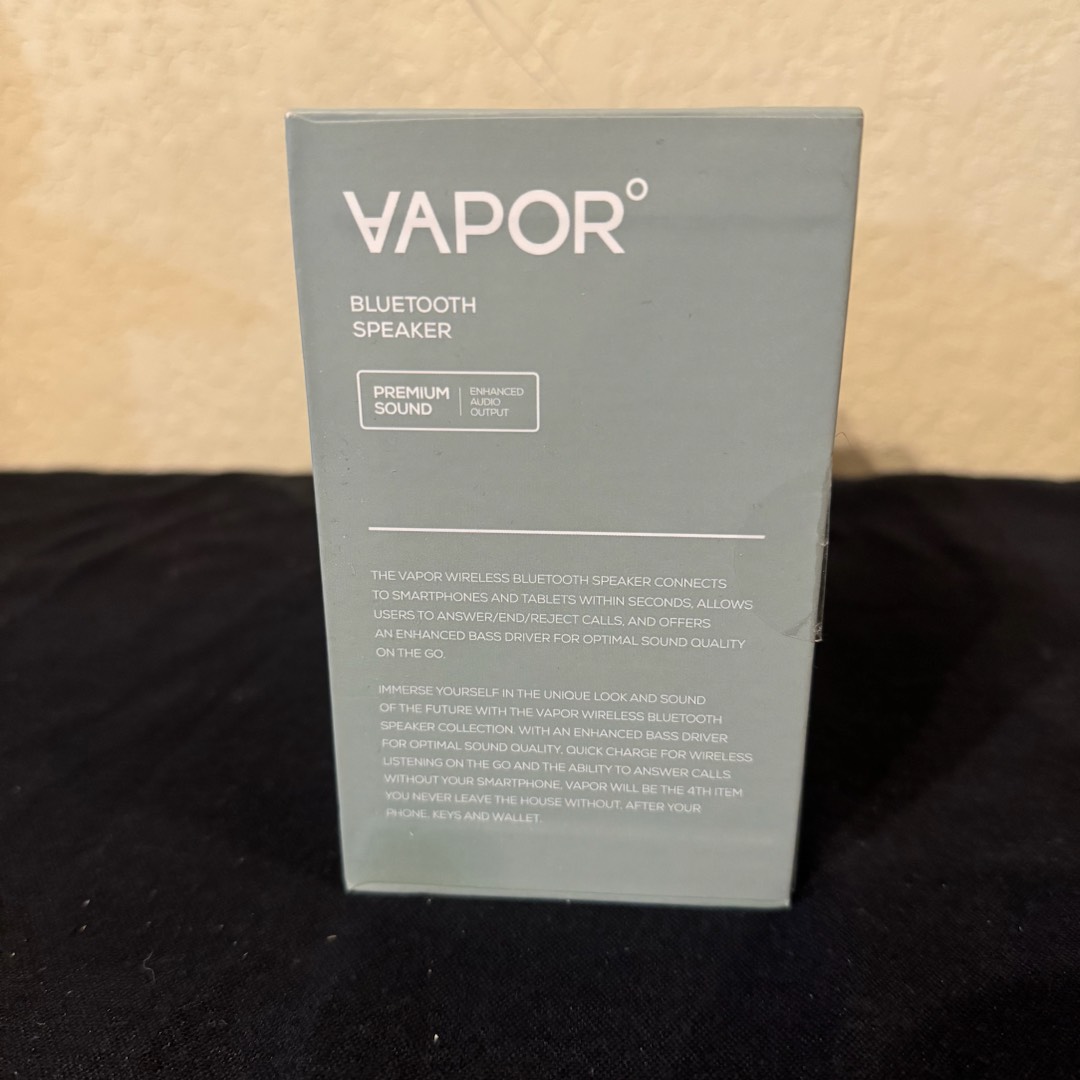 VAPOR°
BLUETOOTH
SPEAKER
PREMIUM
SOUND
ENHANCED
AUDIO
OUTPUT
THE VAPOR WIRELESS BLUETOOTH SPEAKER CONNECTS
TO SMARTPHONES AND TABLETS WITHIN SECONDS, ALLOWS
USERS TO ANSWER/END/REJECT CALLS, AND OFFERS
AN ENHANCED BASS DRIVER FOR OPTIMAL SOUND QUALITY
ON THE GO.
IMMERSE YOURSELF IN THE UNIQUE LOOK AND SOUND
OF THE FUTURE WITH THE VAPOR WIRELESS BLUETOOTH
SPEAKER COLLECTION. WITH AN ENHANCED BASS DRIVER
FOR OPTIMAL SOUND QUALITY, QUICK CHARGE FOR WIRELESS
LISTENING ON THE GO AND THE ABILITY TO ANSWER CALLS
WITHOUT YOUR SMARTPHONE, VAPOR WILL BE THE 4TH ITEM
YOU NEVER LEAVE THE HOUSE WITHOUT, AFTER YOUR
PHONE, KEYS AND WALLET.